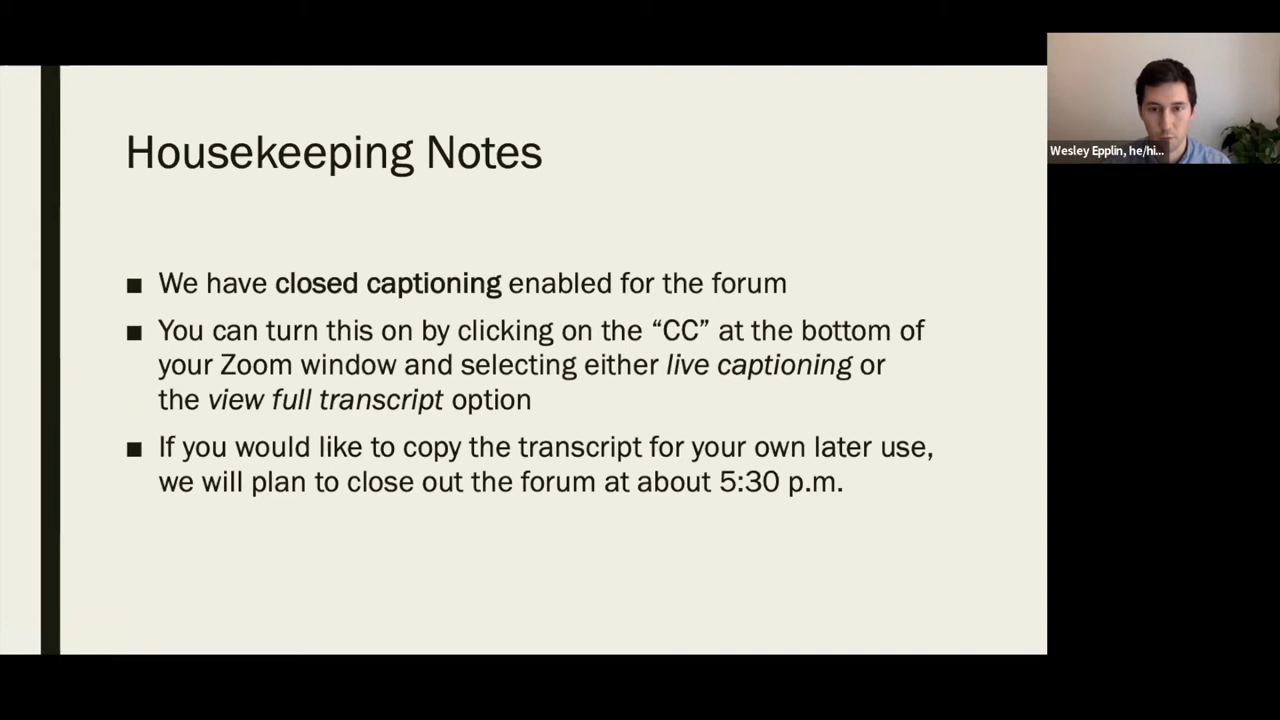 Housekeeping Notes
■ We have closed captioning enabled for the forum
■ You can turn this on by clicking on the “CC” at the bottom of
your Zoom window and selecting either live captioning or
the view full transcript option
■ If you would like to copy the transcript for your own later use,
we will plan to close out the forum at about 5:30 p.m.
Wesley Epplin, he/hi...